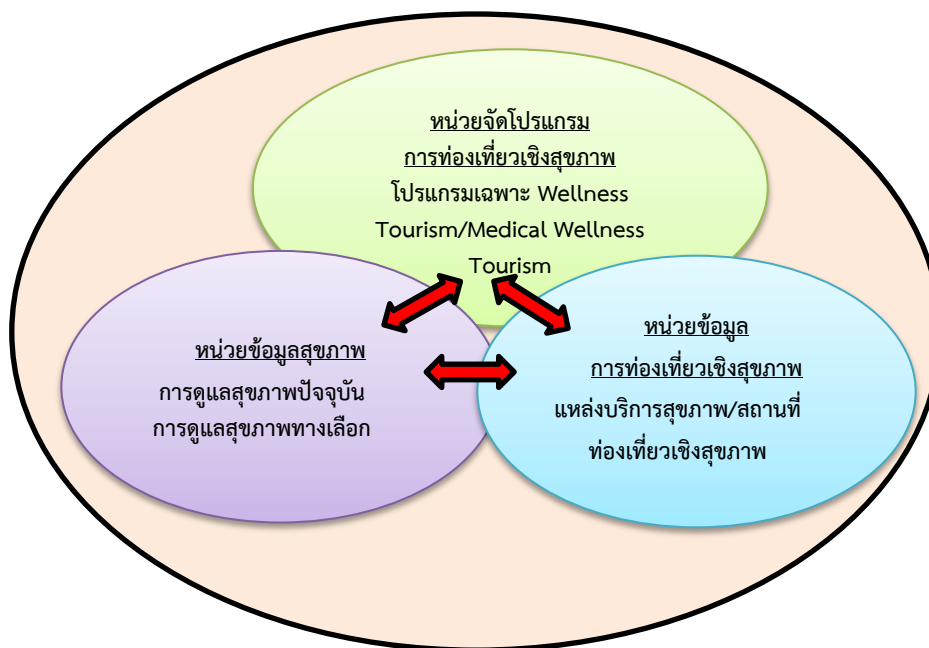 หน่วยจัดโปรแกรม
การท่องเที่ยวเชิงสุขภาพ
โปรแกรมเฉพาะ Wellness
Tourism/Medical Wellness
Tourism
หน่วยข้อมูลสุขภาพ
การดูแลสุขภาพปัจจุบัน
การดูแลสุขภาพทางเลือก
หน่วยข้อมูล
การท่องเที่ยวเชิงสุขภาพ
แหล่งบริการสุขภาพ/สถานที่
ท่องเที่ยวเชิงสุขภาพ